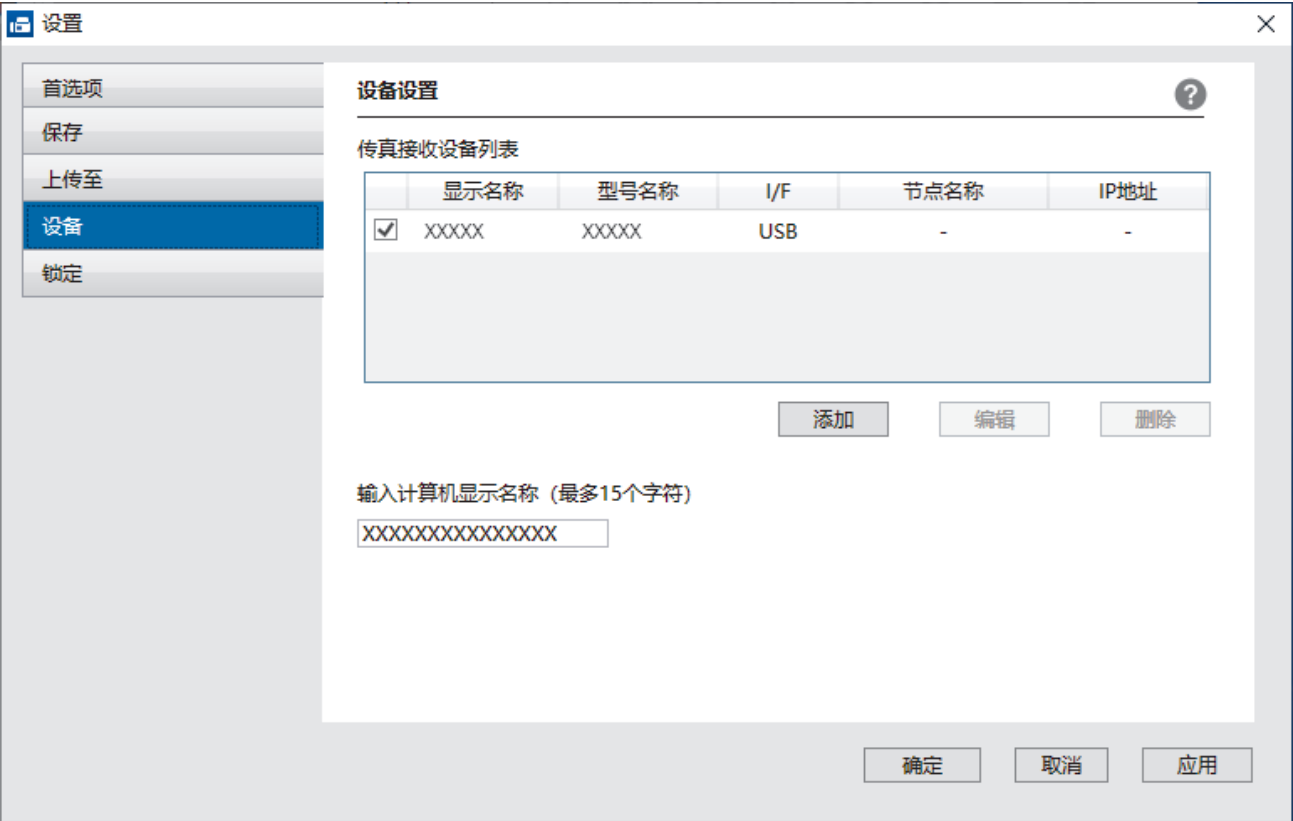 设置
首选项
保存
上传至
设备
锁定
设备设置
?
传真接收设备列表
显示名称 型号名称 I/F 节点名称 IP地址
XXXXX XXXXX USB - -
添加 编辑 删除
输入计算机显示名称（最多15个字符）
XXXXXXXXXXXXXXX
确定 取消 应用